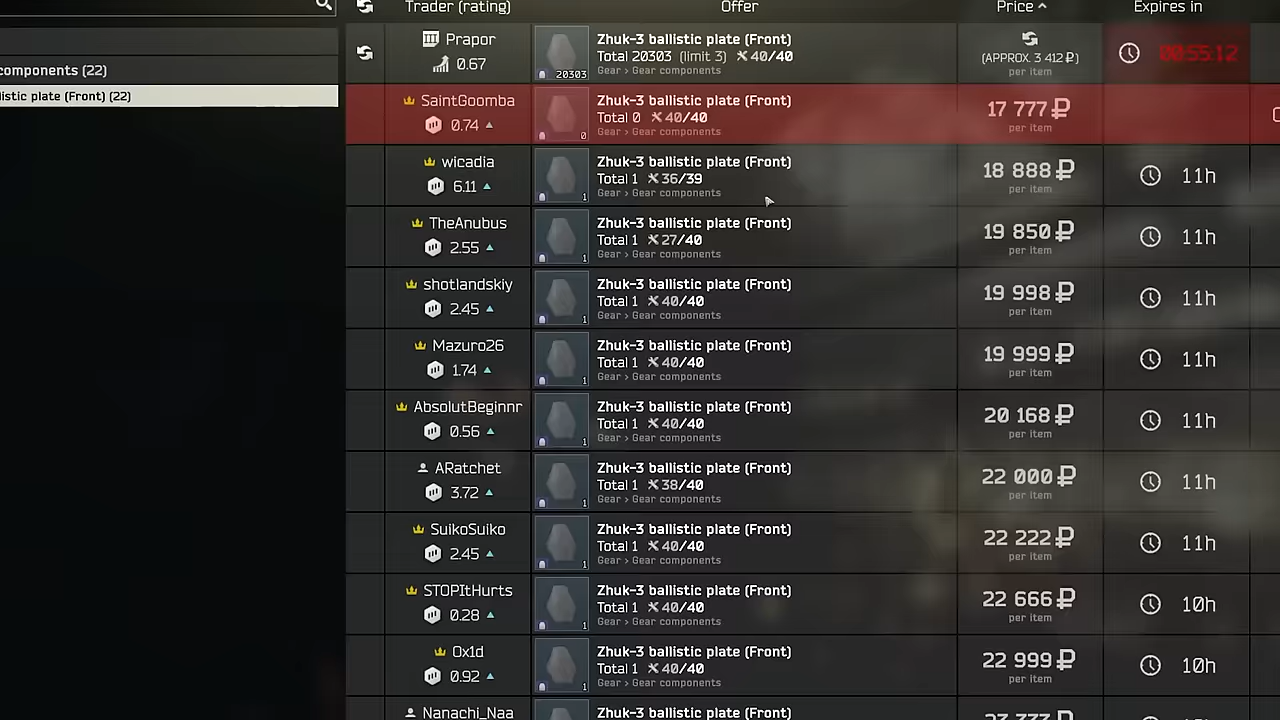 Trader (rating) Offer Price Expires in
components (22)
listic plate (Front) (22)
Prapor
0.67
20303
Zhuk-3 ballistic plate (Front)
Total 20303 (limit 3) 40/40
Gear > Gear components
(APPROX. 3 412 ₽)
per item
00:55:12
SaintGoomba
0.74
0
Zhuk-3 ballistic plate (Front)
Total 0 40/40
Gear > Gear components
17 777 ₽
per item
wicadia
6.11
1
Zhuk-3 ballistic plate (Front)
Total 1 36/39
Gear > Gear components
18 888 ₽
per item
11h
TheAnubus
2.55
1
Zhuk-3 ballistic plate (Front)
Total 1 27/40
Gear > Gear components
19 850 ₽
per item
11h
shotlandskiy
2.45
1
Zhuk-3 ballistic plate (Front)
Total 1 40/40
Gear > Gear components
19 998 ₽
per item
11h
Mazuro26
1.74
1
Zhuk-3 ballistic plate (Front)
Total 1 40/40
Gear > Gear components
19 999 ₽
per item
11h
AbsolutBeginnr
0.56
1
Zhuk-3 ballistic plate (Front)
Total 1 40/40
Gear > Gear components
20 168 ₽
per item
11h
ARatchet
3.72
1
Zhuk-3 ballistic plate (Front)
Total 1 38/40
Gear > Gear components
22 000 ₽
per item
11h
SuikoSuiko
2.45
1
Zhuk-3 ballistic plate (Front)
Total 1 40/40
Gear > Gear components
22 222 ₽
per item
11h
STOPItHurts
0.28
1
Zhuk-3 ballistic plate (Front)
Total 1 40/40
Gear > Gear components
22 666 ₽
per item
10h
0x1d
0.92
1
Zhuk-3 ballistic plate (Front)
Total 1 40/40
Gear > Gear components
22 999 ₽
per item
10h
Nanachi_Naa
Zhuk-3 ballistic plate (Front)